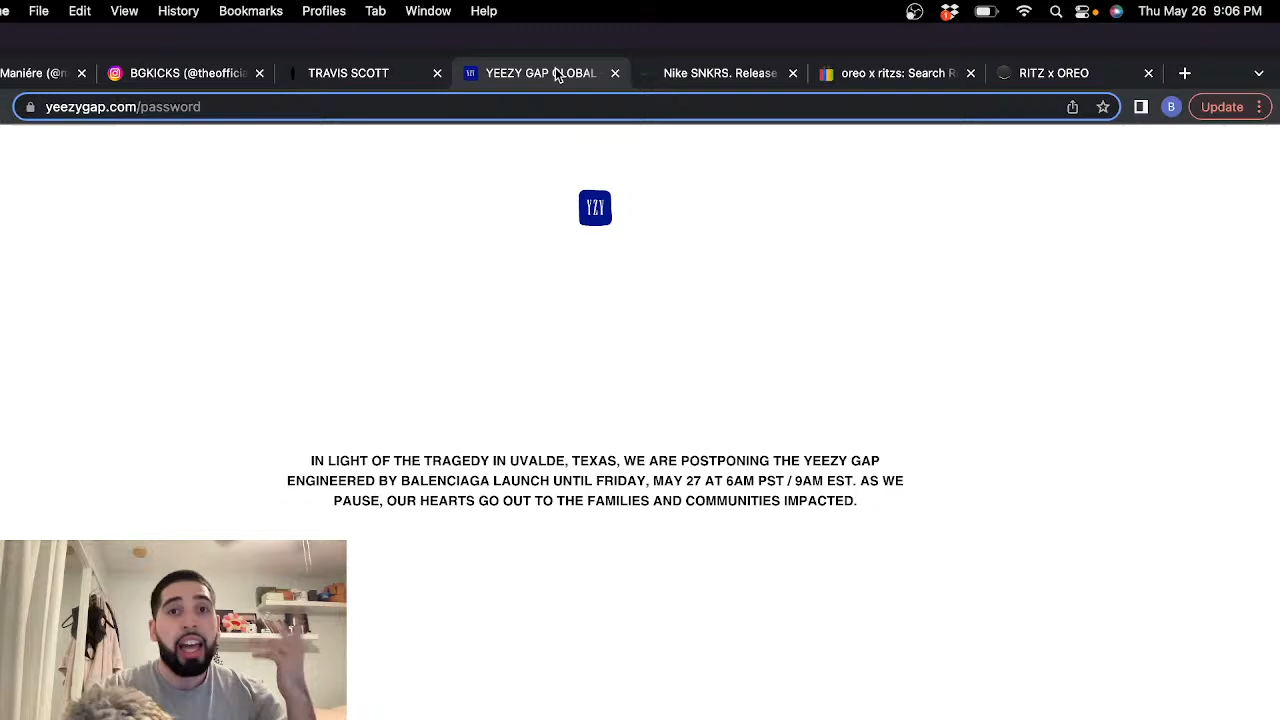 File Edit View History Bookmarks Profiles Tab Window Help Thu May 26 9:06 PM
BGKICKS (@theofficia TRAVIS SCOTT YEEZY GAP GLOBAL Nike SNKRS. Release oreo x ritzs: Search R RITZ x OREO
yeezygap.com/password B Update
YZY
IN LIGHT OF THE TRAGEDY IN UVALDE, TEXAS, WE ARE POSTPONING THE YEEZY GAP
ENGINEERED BY BALENCIAGA LAUNCH UNTIL FRIDAY, MAY 27 AT 6AM PST / 9AM EST. AS WE
PAUSE, OUR HEARTS GO OUT TO THE FAMILIES AND COMMUNITIES IMPACTED.